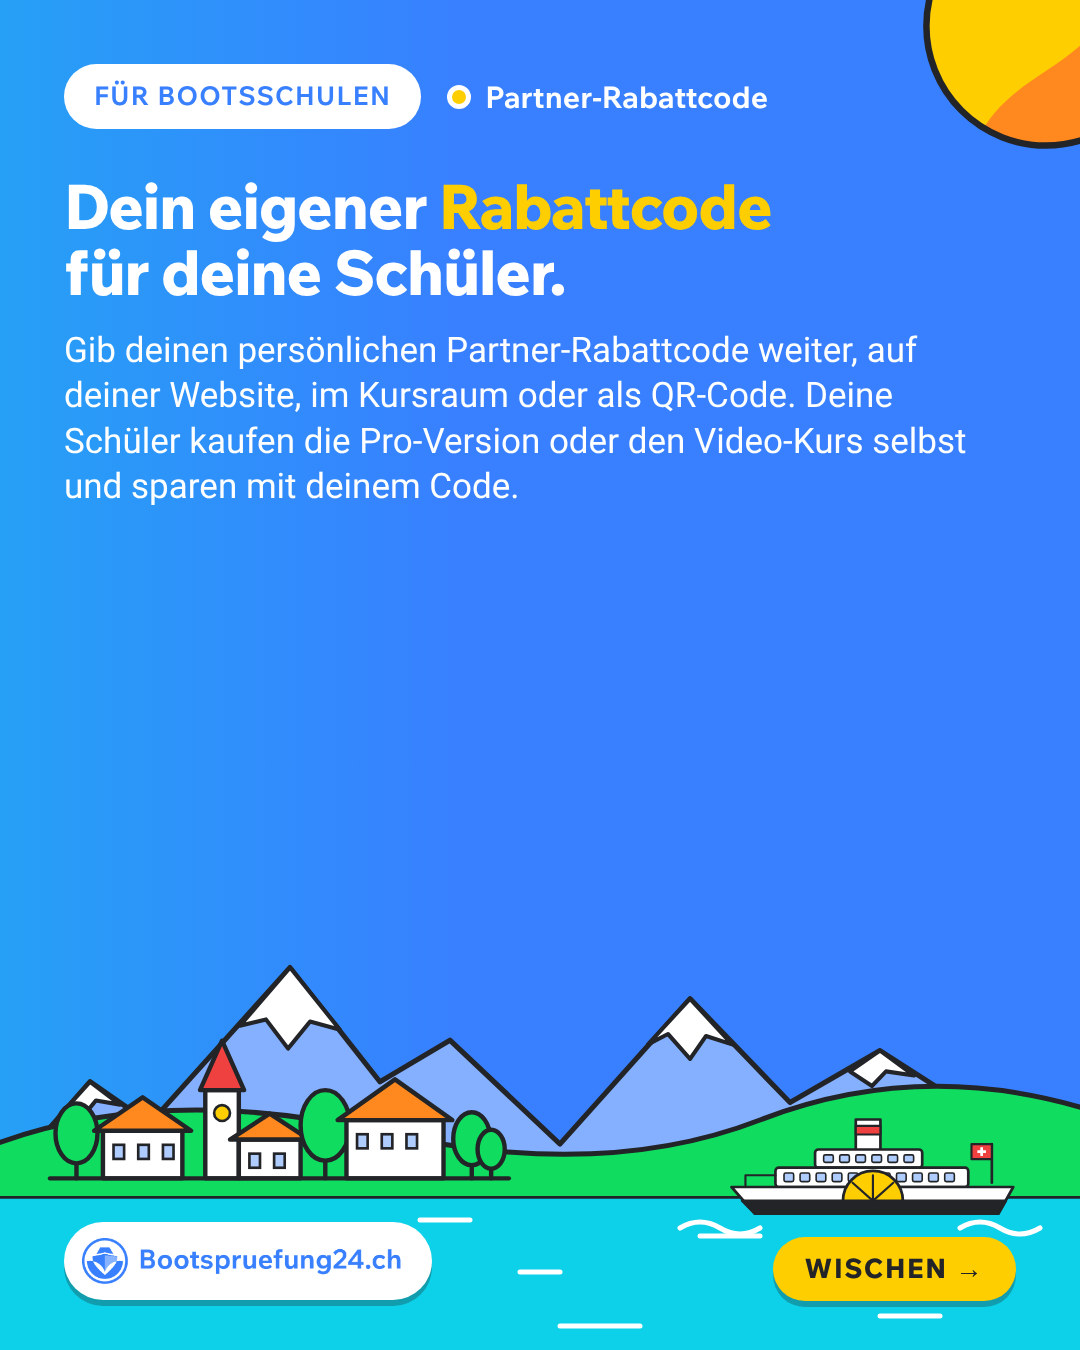 FÜR BOOTSSCHULEN
Partner-Rabattcode
Dein eigener Rabattcode
für deine Schüler.
Gib deinen persönlichen Partner-Rabattcode weiter, auf
deiner Website, im Kursraum oder als QR-Code. Deine
Schüler kaufen die Pro-Version oder den Video-Kurs selbst
und sparen mit deinem Code.
Bootspruefung24.ch
WISCHEN →